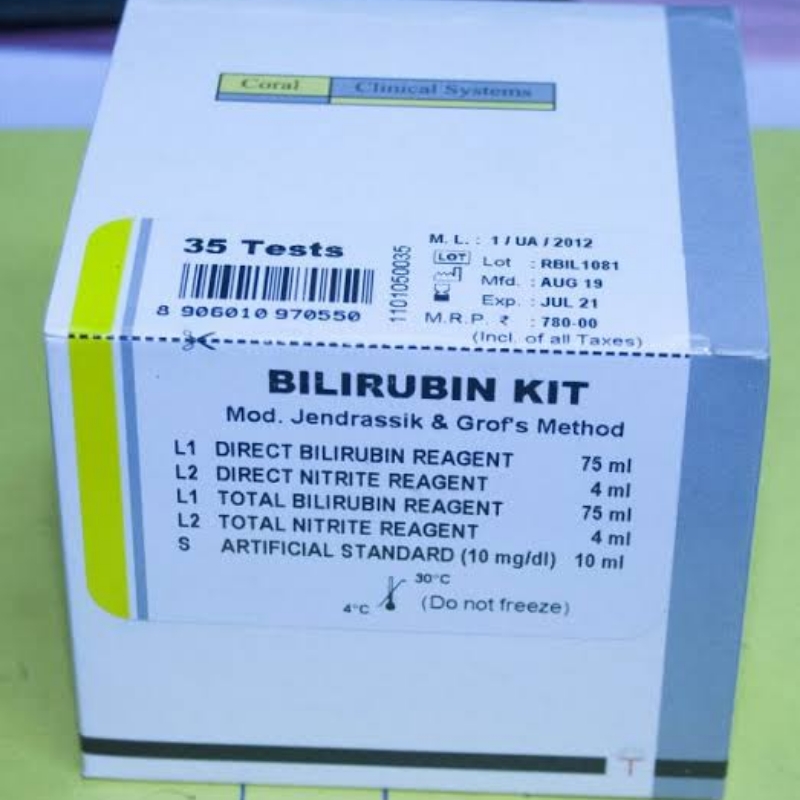 Coral Clinical Systems
35 Tests
8 906010 970550
1101050035
M. L. : 1 / UA / 2012
LOT Lot : RBIL1081
Mfd. : AUG 19
Exp. : JUL 21
M.R.P. ₹ : 780-00
(Incl. of all Taxes)
BILIRUBIN KIT
Mod. Jendrassik & Grof's Method
L1 DIRECT BILIRUBIN REAGENT 75 ml
L2 DIRECT NITRITE REAGENT 4 ml
L1 TOTAL BILIRUBIN REAGENT 75 ml
L2 TOTAL NITRITE REAGENT 4 ml
S ARTIFICIAL STANDARD (10 mg/dl) 10 ml
30°C
4°C (Do not freeze)